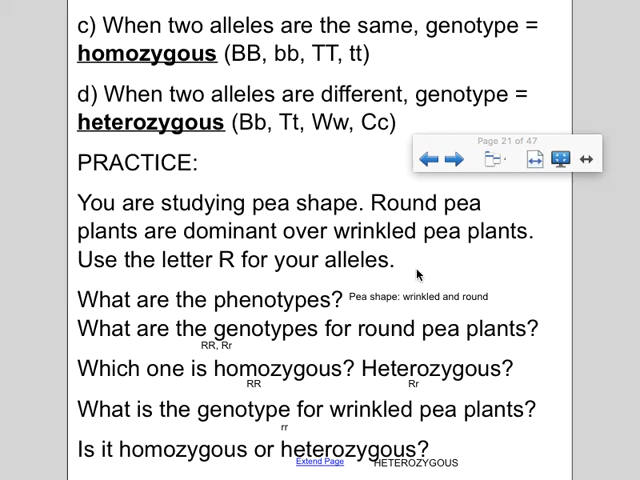 c) When two alleles are the same, genotype =
homozygous (BB, bb, TT, tt)
d) When two alleles are different, genotype =
heterozygous (Bb, Tt, Ww, Cc)
Page 21 of 47
PRACTICE:
You are studying pea shape. Round pea
plants are dominant over wrinkled pea plants.
Use the letter R for your alleles.
What are the phenotypes? Pea shape: wrinkled and round
What are the genotypes for round pea plants?
RR, Rr
Which one is homozygous? Heterozygous?
RR Rr
What is the genotype for wrinkled pea plants?
rr
Is it homozygous or heterozygous?
Extend Page HETEROZYGOUS